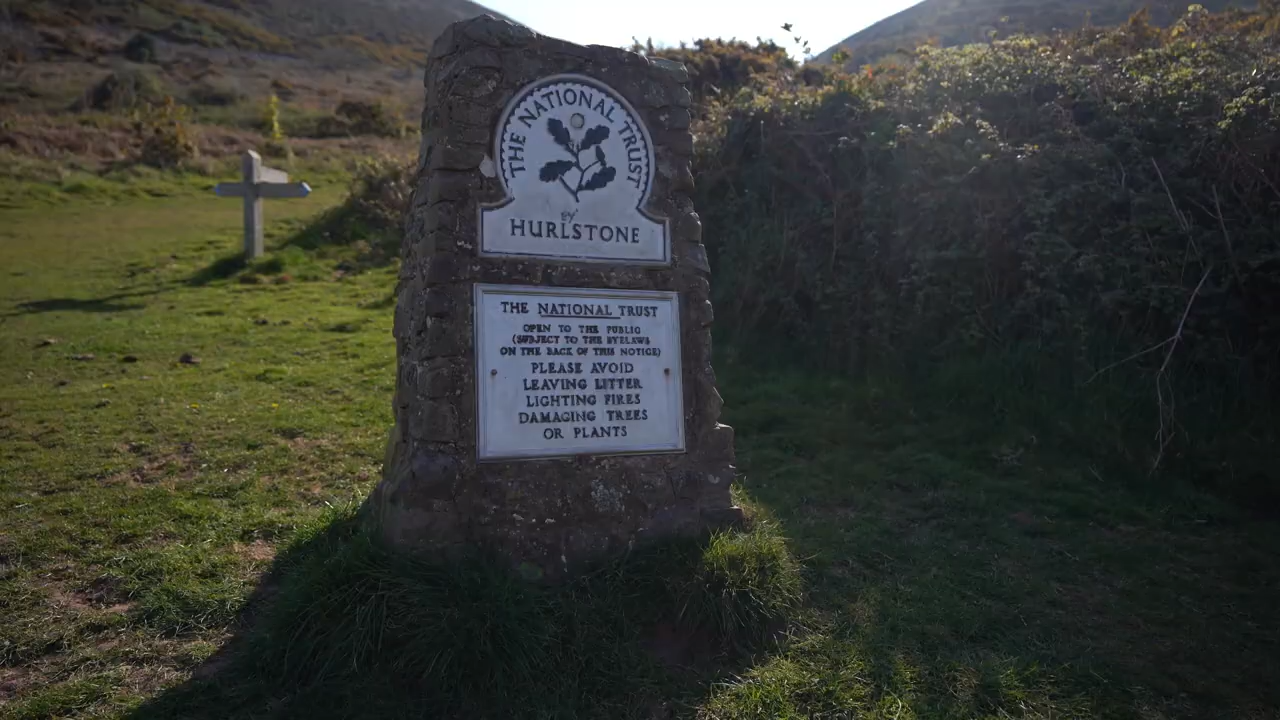 THE NATIONAL TRUST
BY
HURLSTONE
THE NATIONAL TRUST
OPEN TO THE PUBLIC
(SUBJECT TO THE BYELAWS
ON THE BACK OF THIS NOTICE)
PLEASE AVOID
LEAVING LITTER
LIGHTING FIRES
DAMAGING TREES
OR PLANTS